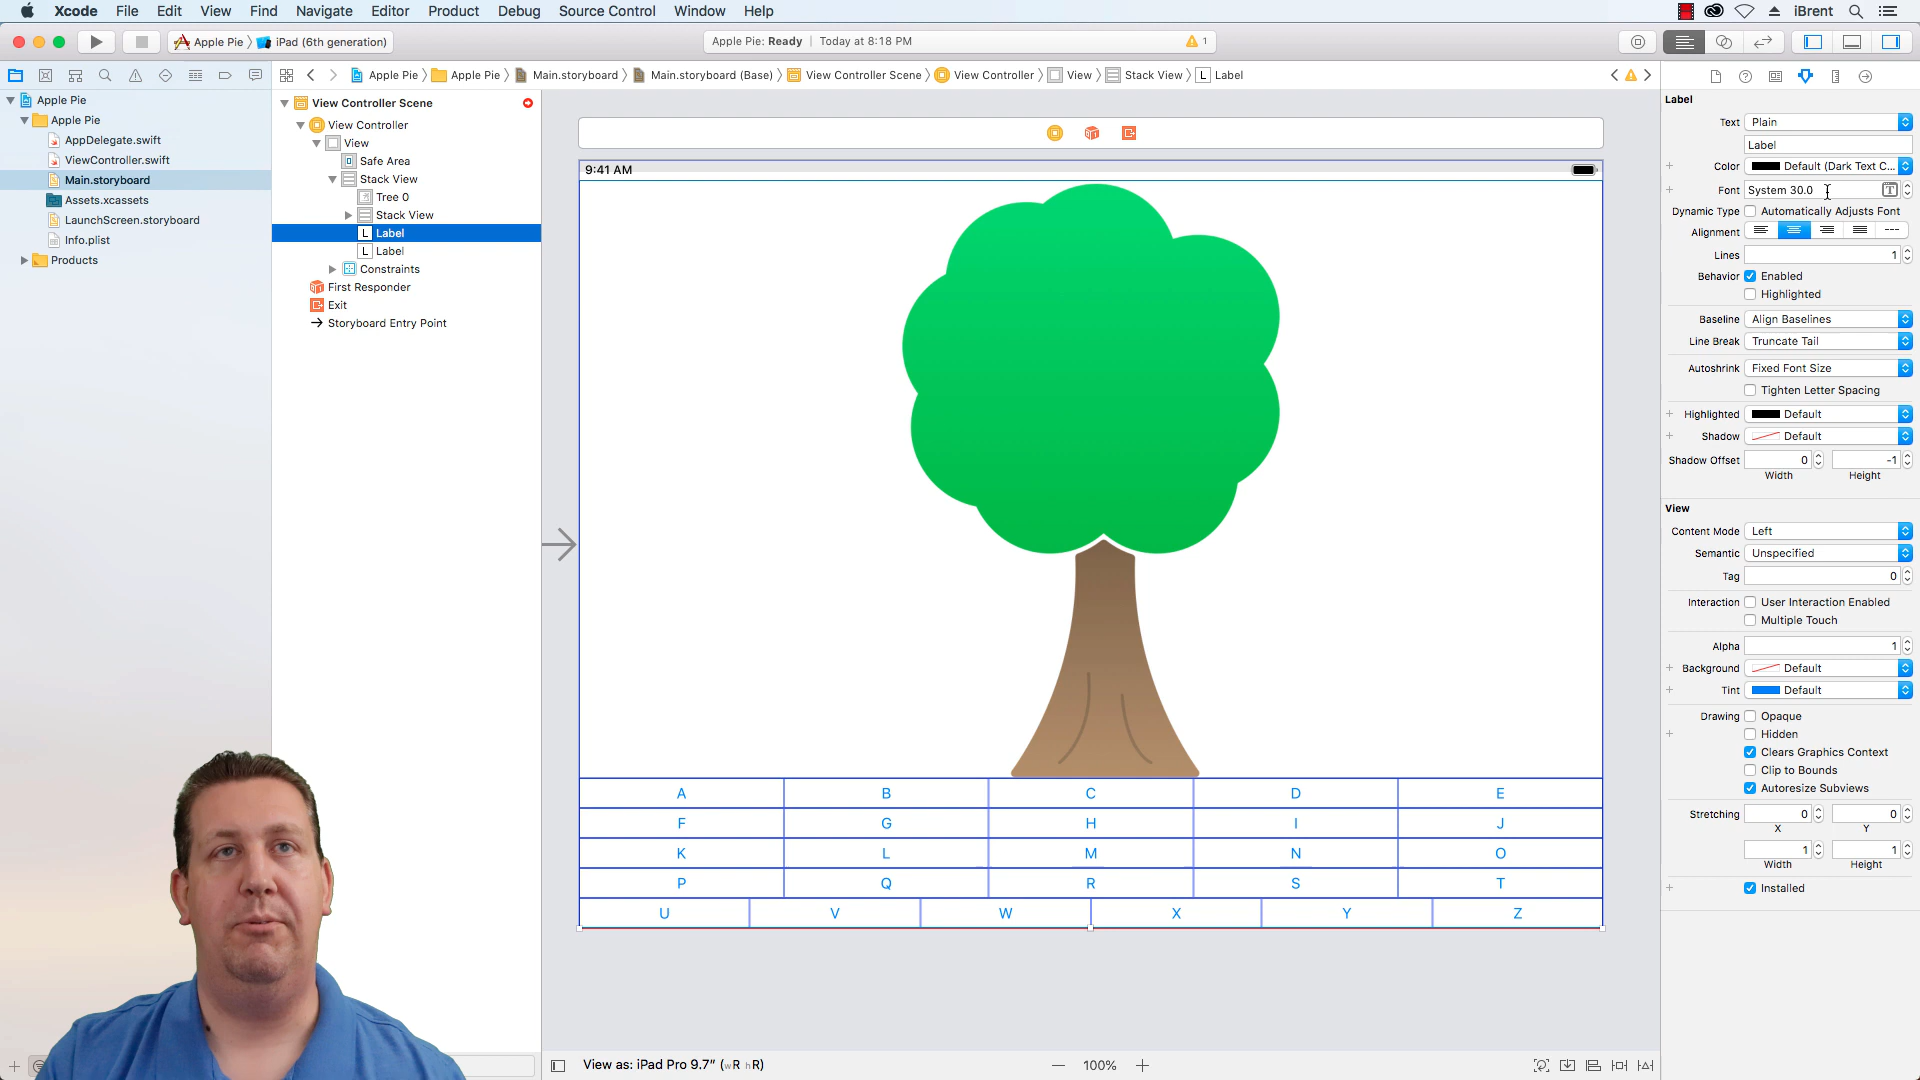 Xcode File Edit View Find Navigate Editor Product Debug Source Control Window Help iBrent
Apple Pie iPad (6th generation) Apple Pie: Ready Today at 8:18 PM 1
Apple Pie Apple Pie Main.storyboard Main.storyboard (Base) View Controller Scene View Controller View Stack View L Label
Apple Pie
Apple Pie
AppDelegate.swift
ViewController.swift
Main.storyboard
Assets.xcassets
LaunchScreen.storyboard
Info.plist
Products
View Controller Scene
View Controller
View
Safe Area
Stack View
Tree 0
Stack View
L Label
L Label
Constraints
First Responder
Exit
Storyboard Entry Point
9:41 AM
A B C D E
F G H I J
K L M N O
P Q R S T
U V W X Y Z
View as: iPad Pro 9.7" (wR hR) 100%
Label
Text Plain
Label
Color Default (Dark Text C...
Font System 30.0 T
Dynamic Type Automatically Adjusts Font
Alignment
Lines 1
Behavior Enabled
Highlighted
Baseline Align Baselines
Line Break Truncate Tail
Autoshrink Fixed Font Size
Tighten Letter Spacing
Highlighted Default
Shadow Default
Shadow Offset 0 -1
Width Height
View
Content Mode Left
Semantic Unspecified
Tag 0
Interaction User Interaction Enabled
Multiple Touch
Alpha 1
Background Default
Tint Default
Drawing Opaque
Hidden
Clears Graphics Context
Clip to Bounds
Autoresize Subviews
Stretching 0 0
X Y
1 1
Width Height
Installed